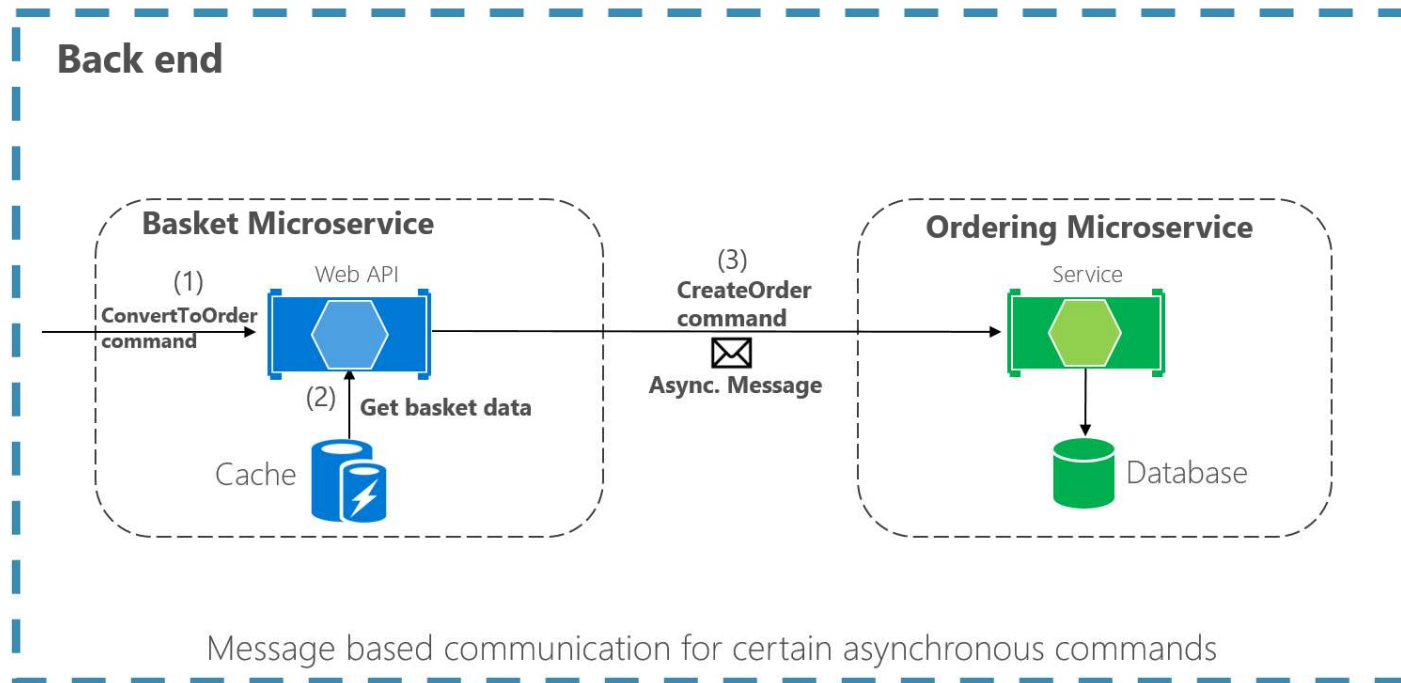 Back end
Basket Microservice
Web API
(1)
ConvertToOrder
command
(2)
Get basket data
Cache
(3)
CreateOrder
command
Async. Message
Ordering Microservice
Service
Database
Message based communication for certain asynchronous commands